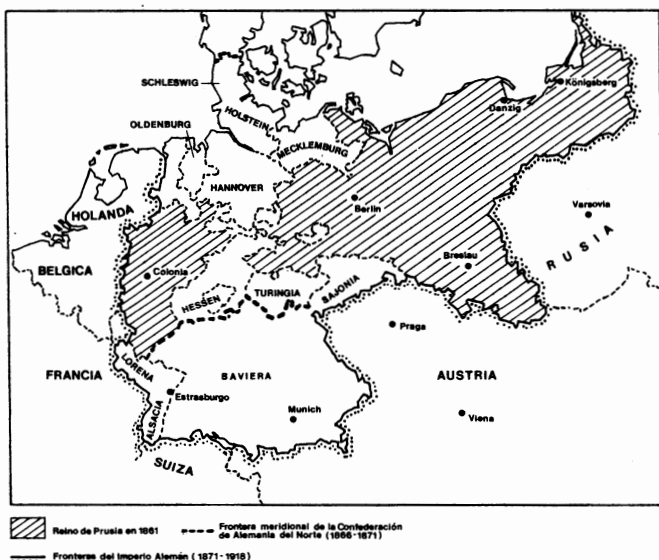 SCHLESWIG
HOLSTEIN
OLDENBURG
MECKLEMBURG
HANNOVER
HOLANDA
BELGICA
Colonia
HESSEN
TURINGIA
BAJONIA
Berlin
Danzig
Königsberg
Varsovia
RUSIA
Breslau
Praga
FRANCIA
LORENA
ALSACIA
Estrasburgo
BAVIERA
Munich
AUSTRIA
Viena
SUIZA
Reino de Prusia en 1861
Frontera meridional de la Confederación
de Alemania del Norte (1866-1871)
Fronteras del Imperio Alemán (1871-1918)